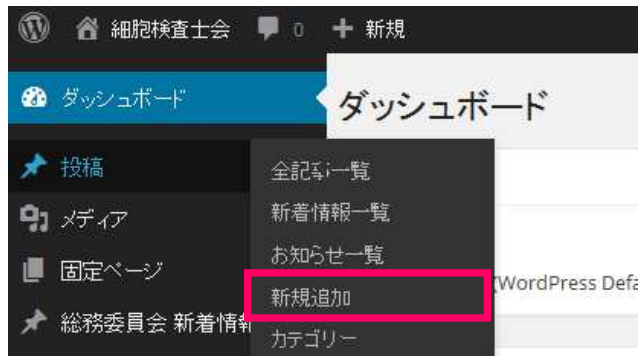 細胞検査士会 0 新規
ダッシュボード
ダッシュボード
投稿
全記事一覧
新着情報一覧
メディア
お知らせ一覧
固定ページ
新規追加
(WordPress Defa
総務委員会 新着情報
カテゴリー